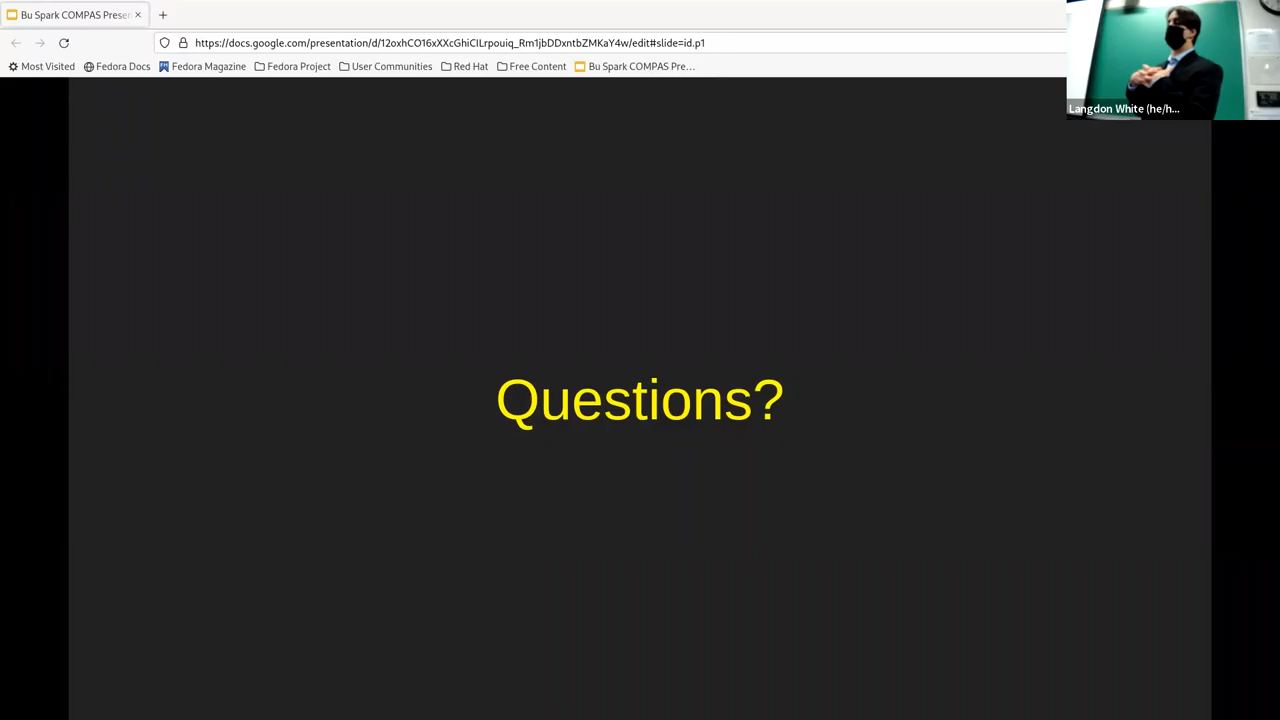 Bu Spark COMPAS Presen
https://docs.google.com/presentation/d/12oxhCO16xXXcGhiCILrpouiq_Rm1jbDDxntbZMKaY4w/edit#slide=id.p1
Most Visited Fedora Docs Fedora Magazine Fedora Project User Communities Red Hat Free Content Bu Spark COMPAS Pre...
Langdon White (he/h...
Questions?